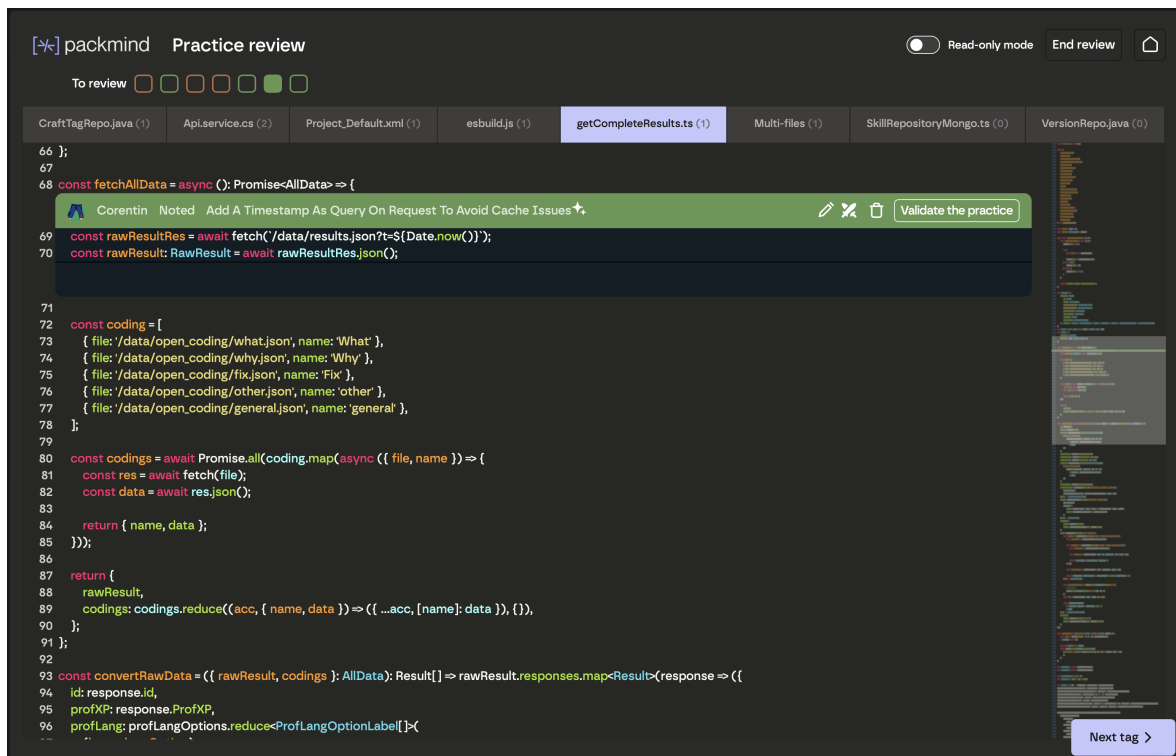 [*] packmind Practice review
Read-only mode
End review
To review
CraftTagRepo.java (1)
Api.service.cs (2)
Project_Default.xml (1)
esbuild.js (1)
getCompleteResults.ts (1)
Multi-files (1)
SkillRepositoryMongo.ts (0)
VersionRepo.java (0)
66 };
67
68 const fetchAllData = async (): Promise<AllData> => {
Corentin Noted Add A Timestamp As Query On Request To Avoid Cache Issues
Validate the practice
69 const rawResultRes = await fetch(`/data/results.json?t=${Date.now()}`);
70 const rawResult: RawResult = await rawResultRes.json();
71
72 const coding = [
73 { file: '/data/open_coding/what.json', name: 'What' },
74 { file: '/data/open_coding/why.json', name: 'Why' },
75 { file: '/data/open_coding/fix.json', name: 'Fix' },
76 { file: '/data/open_coding/other.json', name: 'other' },
77 { file: '/data/open_coding/general.json', name: 'general' },
78 ];
79
80 const codings = await Promise.all(coding.map(async ({ file, name }) => {
81 const res = await fetch(file);
82 const data = await res.json();
83
84 return { name, data };
85 }));
86
87 return {
88 rawResult,
89 codings: codings.reduce((acc, { name, data }) => ({ ...acc, [name]: data }), {}),
90 };
91 };
92
93 const convertRawData = ({ rawResult, codings }: AllData): Result[] => rawResult.responses.map<Result>(response => ({
94 id: response.id,
95 profXP: response.ProfXP,
96 profLang: profLangOptions.reduce<ProfLangOptionLabel[]>(
Next tag